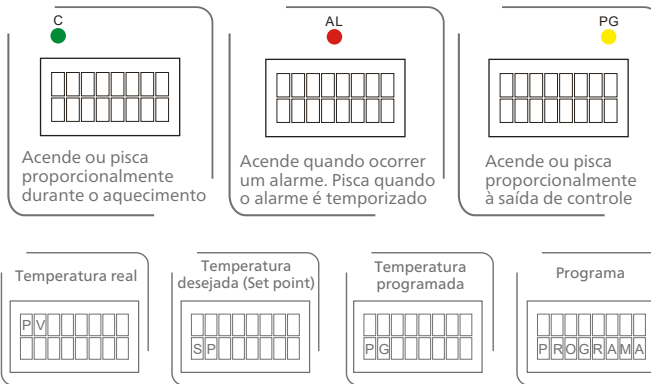 C
AL
PG
Acende ou pisca
proporcionalmente
durante o aquecimento
Acende quando ocorrer
um alarme. Pisca quando
o alarme é temporizado
Acende ou pisca
proporcionalmente
à saída de controle
Temperatura real
PV
Temperatura
desejada (Set point)
SP
Temperatura
programada
PG
Programa
PROGRAMA